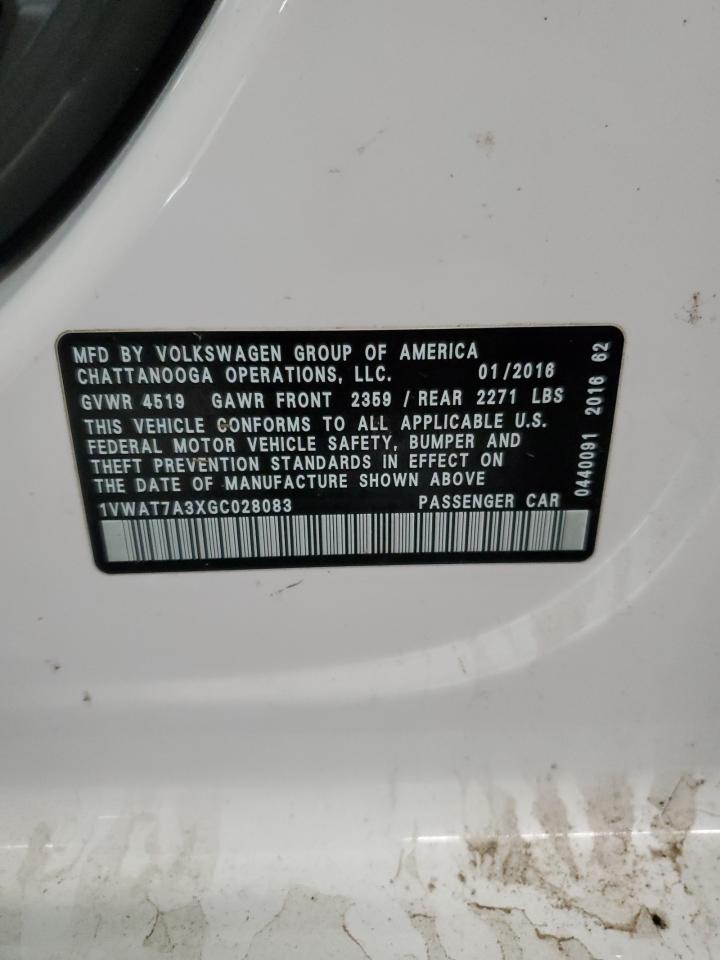 MFD BY VOLKSWAGEN GROUP OF AMERICA
CHATTANOOGA OPERATIONS, LLC. 01/2016
GVWR 4519 GAWR FRONT 2359 / REAR 2271 LBS
THIS VEHICLE CONFORMS TO ALL APPLICABLE U.S.
FEDERAL MOTOR VEHICLE SAFETY, BUMPER AND
THEFT PREVENTION STANDARDS IN EFFECT ON
THE DATE OF MANUFACTURE SHOWN ABOVE
1VWAT7A3XGC028083 PASSENGER CAR
0440091 2016 62